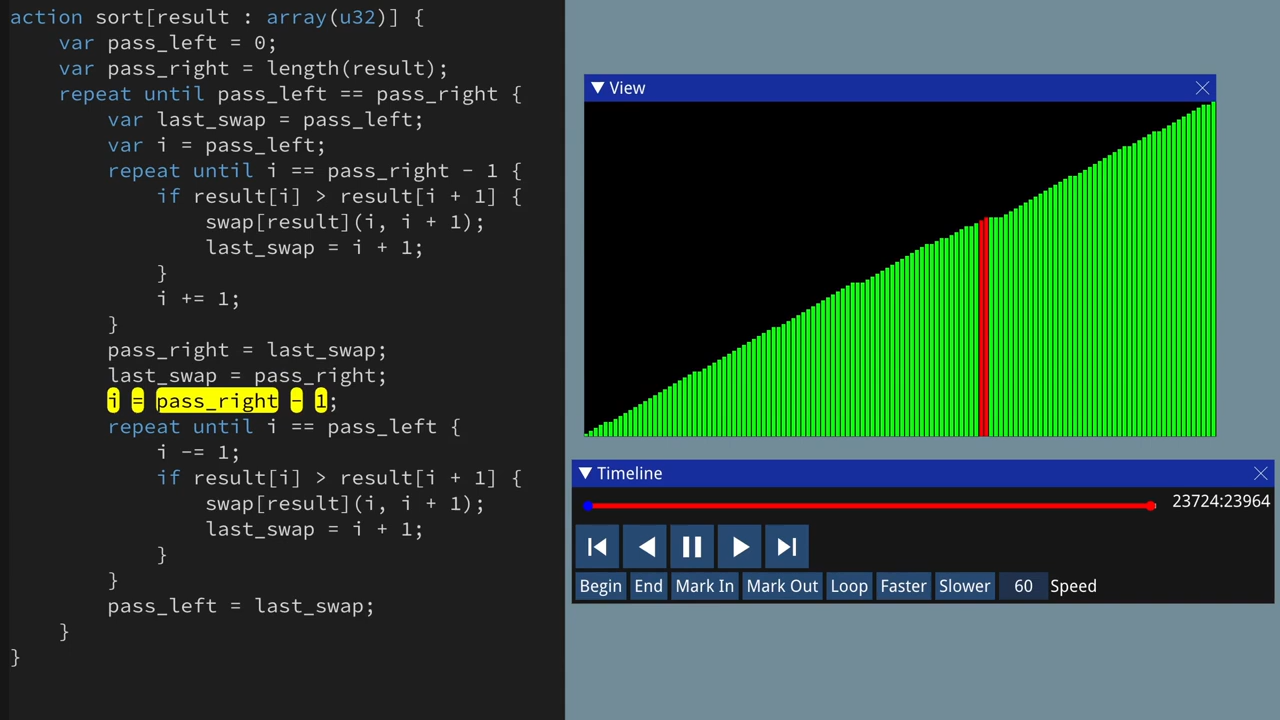 action sort[result : array(u32)] {
    var pass_left = 0;
    var pass_right = length(result);
    repeat until pass_left == pass_right {
        var last_swap = pass_left;
        var i = pass_left;
        repeat until i == pass_right - 1 {
            if result[i] > result[i + 1] {
                swap[result](i, i + 1);
                last_swap = i + 1;
            }
            i += 1;
        }
        pass_right = last_swap;
        last_swap = pass_right;
        i = pass_right - 1;
        repeat until i == pass_left {
            i -= 1;
            if result[i] > result[i + 1] {
                swap[result](i, i + 1);
                last_swap = i + 1;
            }
        }
        pass_left = last_swap;
    }
}
View
Timeline
23724:23964
Begin End Mark In Mark Out Loop Faster Slower 60 Speed